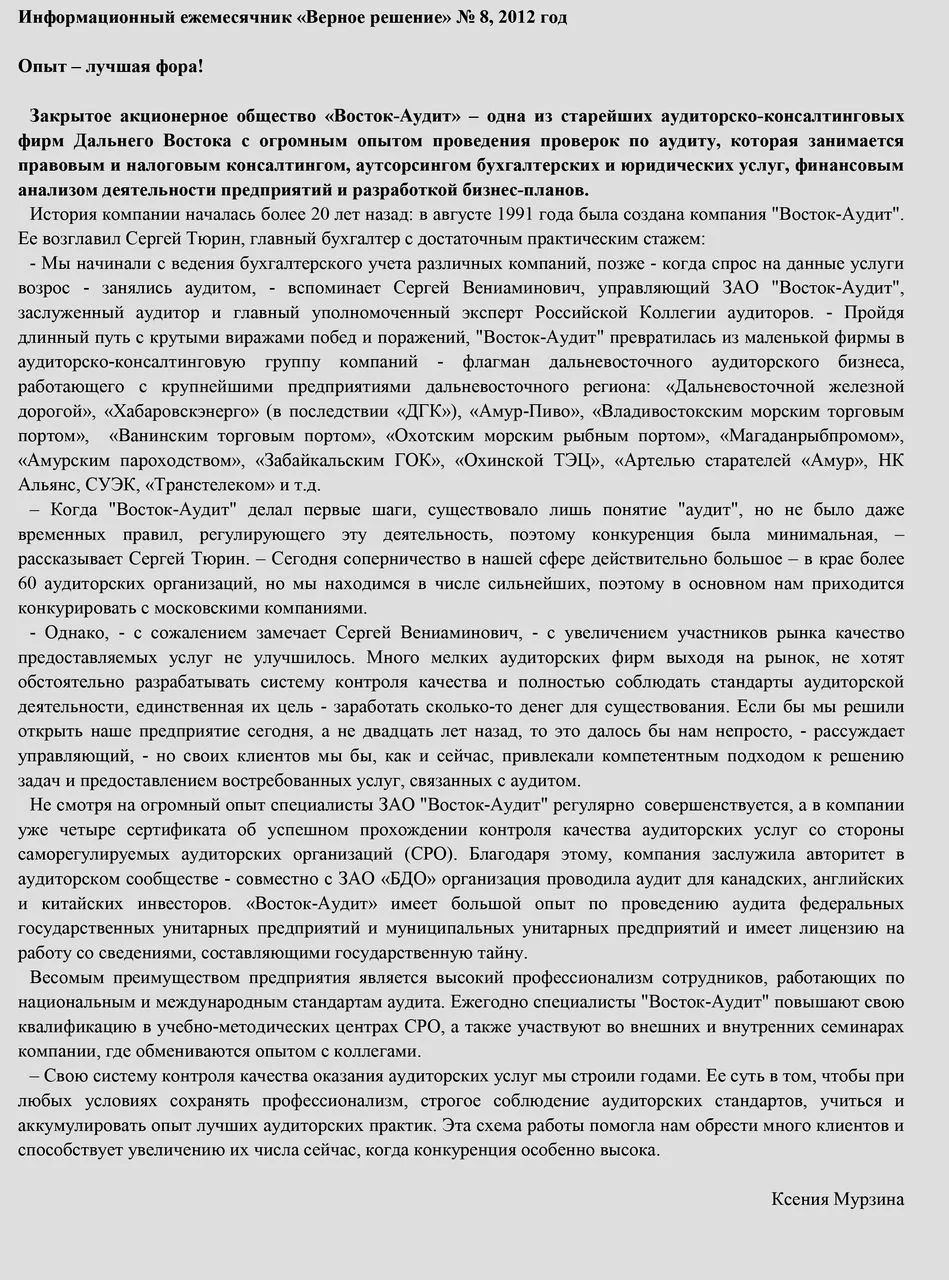 Информационный ежемесячник «Верное решение» № 8, 2012 год
Опыт – лучшая фора!
Закрытое акционерное общество «Восток-Аудит» – одна из старейших аудиторско-консалтинговых
фирм Дальнего Востока с огромным опытом проведения проверок по аудиту, которая занимается
правовым и налоговым консалтингом, аутсорсингом бухгалтерских и юридических услуг, финансовым
анализом деятельности предприятий и разработкой бизнес-планов.
История компании началась более 20 лет назад: в августе 1991 года была создана компания "Восток-Аудит".
Ее возглавил Сергей Тюрин, главный бухгалтер с достаточным практическим стажем:
- Мы начинали с ведения бухгалтерского учета различных компаний, позже - когда спрос на данные услуги
возрос - занялись аудитом, - вспоминает Сергей Вениаминович, управляющий ЗАО "Восток-Аудит",
заслуженный аудитор и главный уполномоченный эксперт Российской Коллегии аудиторов. - Пройдя
длинный путь с крутыми виражами побед и поражений, "Восток-Аудит" превратилась из маленькой фирмы в
аудиторско-консалтинговую группу компаний - флагман дальневосточного аудиторского бизнеса,
работающего с крупнейшими предприятиями дальневосточного региона: «Дальневосточной железной
дорогой», «Хабаровскэнерго» (в последствии «ДГК»), «Амур-Пиво», «Владивостокским морским торговым
портом», «Ванинским торговым портом», «Охотским морским рыбным портом», «Магаданрыбпромом»,
«Амурским пароходством», «Забайкальским ГОК», «Охинской ТЭЦ», «Артелью старателей «Амур», НК
Альянс, СУЭК, «Транстелеком» и т.д.
– Когда "Восток-Аудит" делал первые шаги, существовало лишь понятие "аудит", но не было даже
временных правил, регулирующего эту деятельность, поэтому конкуренция была минимальная, –
рассказывает Сергей Тюрин. – Сегодня соперничество в нашей сфере действительно большое – в крае более
60 аудиторских организаций, но мы находимся в числе сильнейших, поэтому в основном нам приходится
конкурировать с московскими компаниями.
- Однако, - с сожалением замечает Сергей Вениаминович, - с увеличением участников рынка качество
предоставляемых услуг не улучшилось. Много мелких аудиторских фирм выходя на рынок, не хотят
обстоятельно разрабатывать систему контроля качества и полностью соблюдать стандарты аудиторской
деятельности, единственная их цель - заработать сколько-то денег для существования. Если бы мы решили
открыть наше предприятие сегодня, а не двадцать лет назад, то это далось бы нам непросто, - рассуждает
управляющий, - но своих клиентов мы бы, как и сейчас, привлекали компетентным подходом к решению
задач и предоставлением востребованных услуг, связанных с аудитом.
Не смотря на огромный опыт специалисты ЗАО "Восток-Аудит" регулярно совершенствуется, а в компании
уже четыре сертификата об успешном прохождении контроля качества аудиторских услуг со стороны
саморегулируемых аудиторских организаций (СРО). Благодаря этому, компания заслужила авторитет в
аудиторском сообществе - совместно с ЗАО «БДО» организация проводила аудит для канадских, английских
и китайских инвесторов. «Восток-Аудит» имеет большой опыт по проведению аудита федеральных
государственных унитарных предприятий и муниципальных унитарных предприятий и имеет лицензию на
работу со сведениями, составляющими государственную тайну.
Весомым преимуществом предприятия является высокий профессионализм сотрудников, работающих по
национальным и международным стандартам аудита. Ежегодно специалисты "Восток-Аудит" повышают свою
квалификацию в учебно-методических центрах СРО, а также участвуют во внешних и внутренних семинарах
компании, где обмениваются опытом с коллегами.
– Свою систему контроля качества оказания аудиторских услуг мы строили годами. Ее суть в том, чтобы при
любых условиях сохранять профессионализм, строгое соблюдение аудиторских стандартов, учиться и
аккумулировать опыт лучших аудиторских практик. Эта схема работы помогла нам обрести много клиентов и
способствует увеличению их числа сейчас, когда конкуренция особенно высока.
Ксения Мурзина